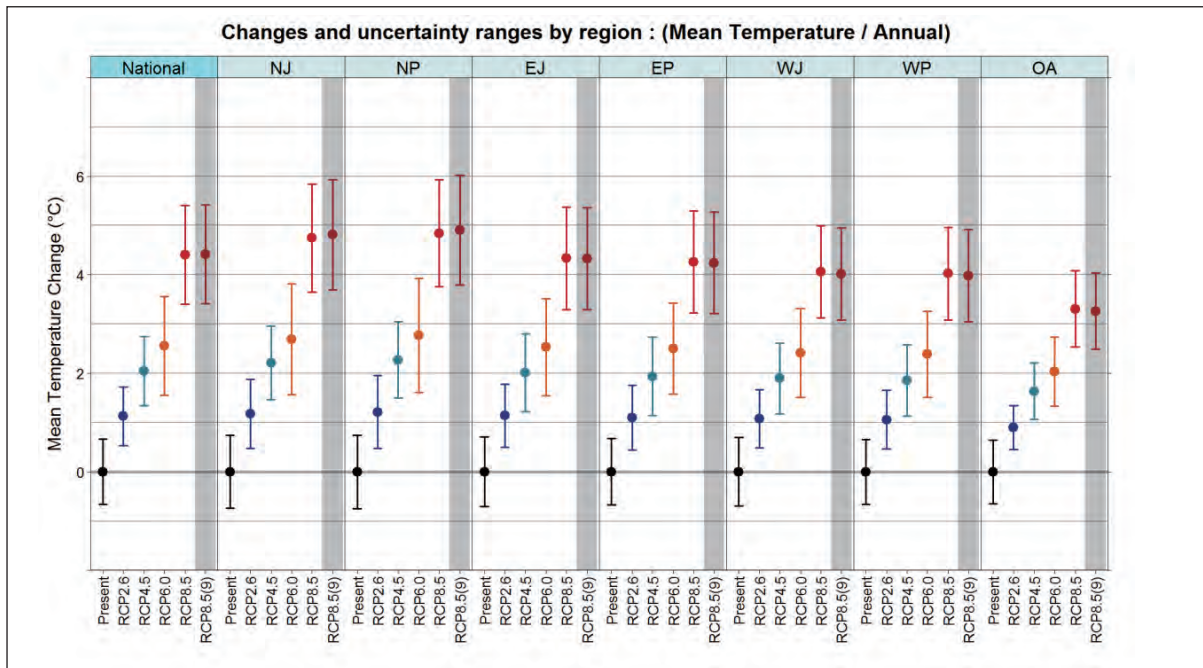 Changes and uncertainty ranges by region : (Mean Temperature / Annual)
National NJ NP EJ EP WJ WP OA
Mean Temperature Change (°C)
6
4
2
0
Present RCP2.6 RCP4.5 RCP6.0 RCP8.5 RCP8.5(9) Present RCP2.6 RCP4.5 RCP6.0 RCP8.5 RCP8.5(9) Present RCP2.6 RCP4.5 RCP6.0 RCP8.5 RCP8.5(9) Present RCP2.6 RCP4.5 RCP6.0 RCP8.5 RCP8.5(9) Present RCP2.6 RCP4.5 RCP6.0 RCP8.5 RCP8.5(9) Present RCP2.6 RCP4.5 RCP6.0 RCP8.5 RCP8.5(9) Present RCP2.6 RCP4.5 RCP6.0 RCP8.5 RCP8.5(9) Present RCP2.6 RCP4.5 RCP6.0 RCP8.5 RCP8.5(9)